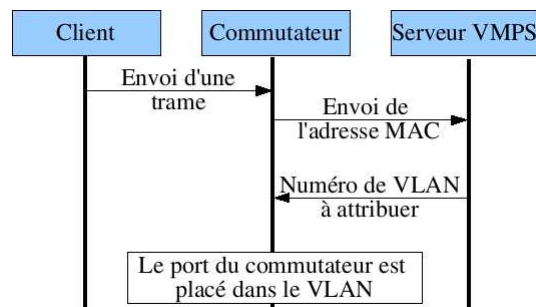 Client
Commutateur
Serveur VMPS
Envoi d'une
trame
Envoi de
l'adresse MAC
Numéro de VLAN
à attribuer
Le port du commutateur est
placé dans le VLAN